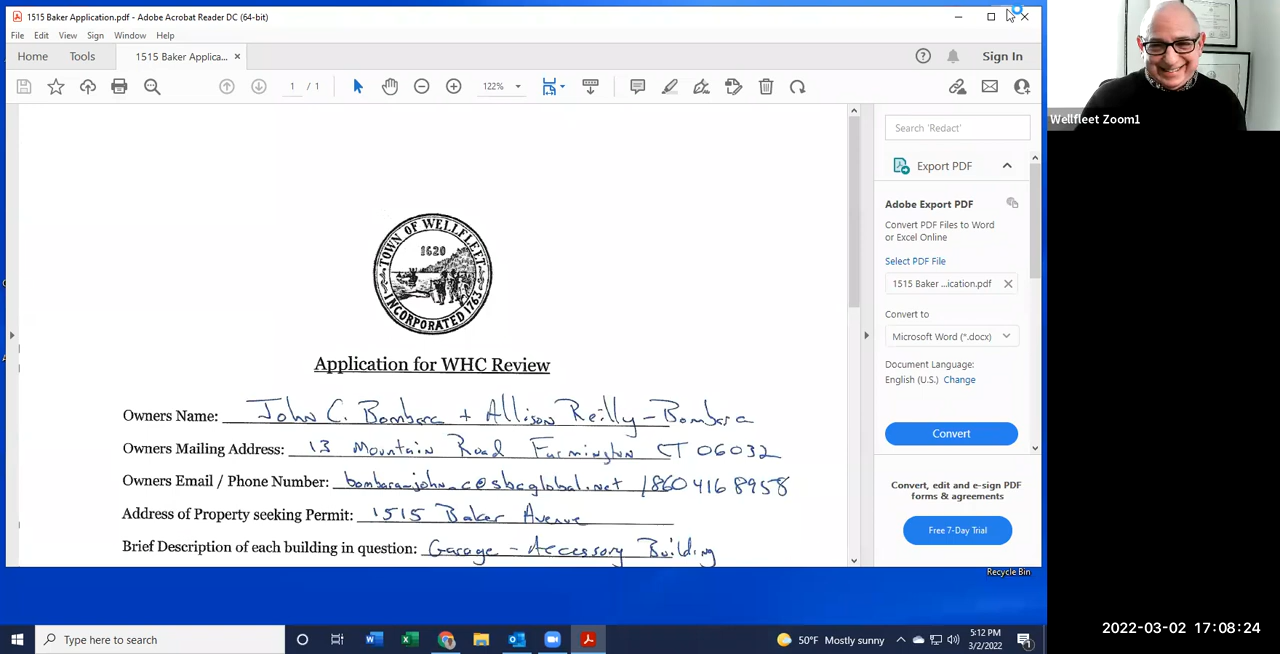 1515 Baker Application.pdf - Adobe Acrobat Reader DC (64-bit)
File Edit View Sign Window Help
Home Tools 1515 Baker Applica... × Sign In
1 / 1 122%
Search 'Redact'
Export PDF
Adobe Export PDF
Convert PDF Files to Word
or Excel Online
Select PDF File
1515 Baker ...ication.pdf
Convert to
Microsoft Word (*.docx)
Document Language:
English (U.S.) Change
Convert
Convert, edit and e-sign PDF
forms & agreements
Free 7-Day Trial
TOWN OF WELLFLEET
1620
INCORPORATED 1763
Application for WHC Review
Owners Name: John C. Bombara + Allison Reilly-Bombara
Owners Mailing Address: 13 Mountain Road Farmington CT 06032
Owners Email / Phone Number: bombara_john_c@sbcglobal.net / 860 416 8958
Address of Property seeking Permit: 1515 Baker Avenue
Brief Description of each building in question: Garage - Accessory Building
Recycle Bin
Wellfleet Zoom1
Type here to search
50°F Mostly sunny
5:12 PM
3/2/2022
1
2022-03-02 17:08:24